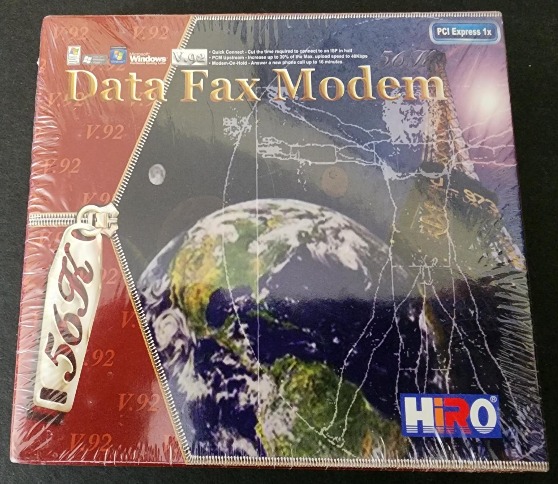 PCI Express 1x
Windows
V.92
• Quick Connect - Cut the time required to connect to an ISP in half
• PCM Upstream - Increase up to 30% of the Max. upload speed to 48Kbps
• Modem-On-Hold - Answer a new phone call up to 16 minutes.
56K
Data Fax Modem
V.92
V.92
V.92
V.92
56K
.92
V.92
V.92
HiRO®